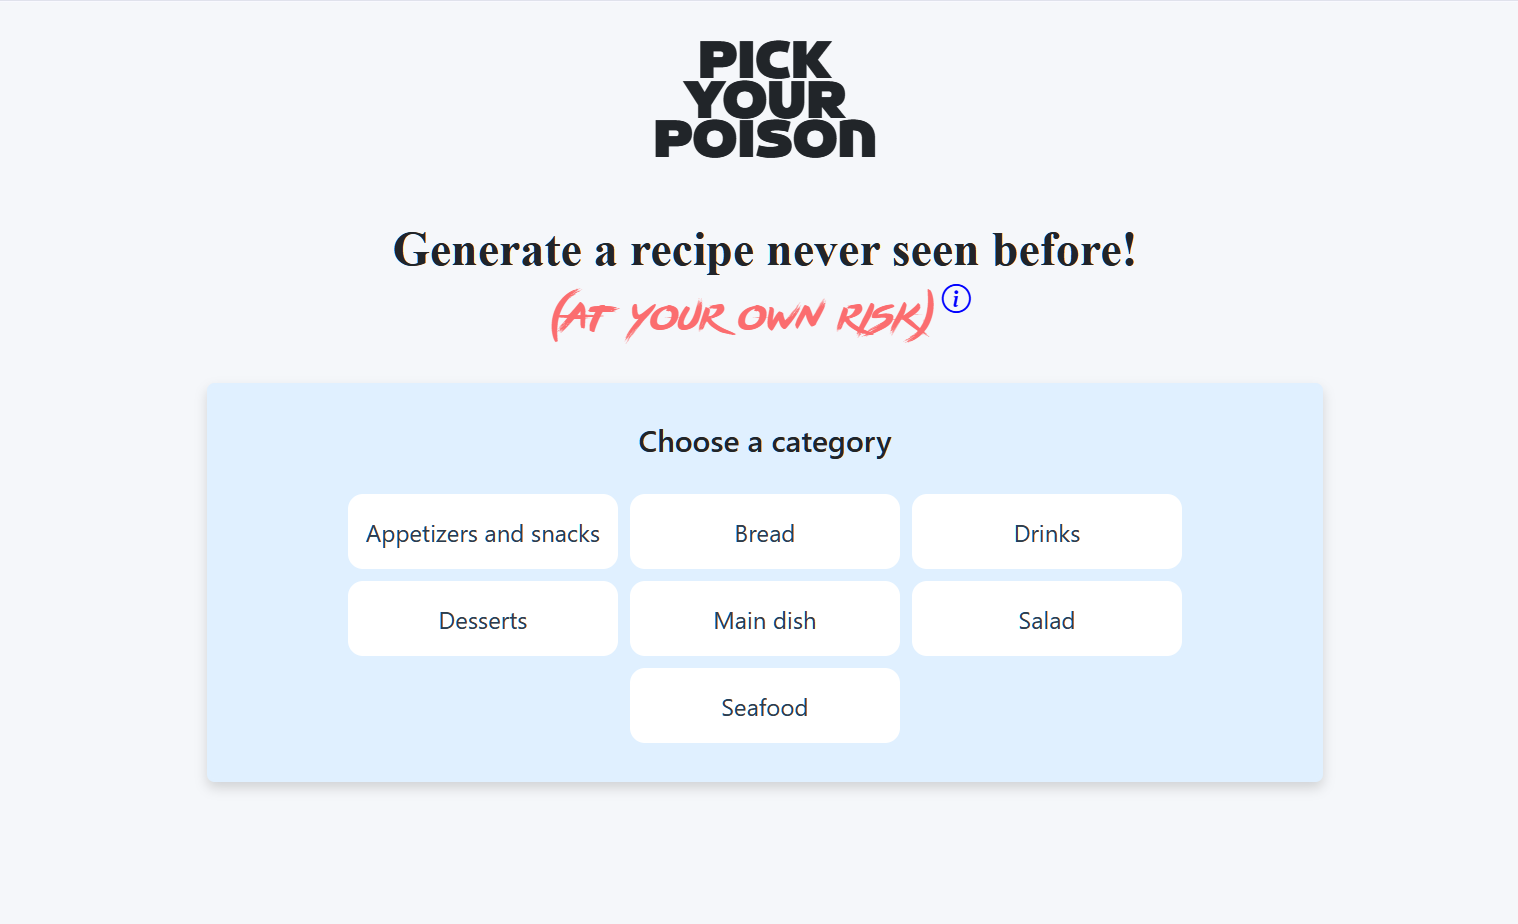 PICK
YOUR
POISON
Generate a recipe never seen before!
(AT YOUR OWN RISK) i
Choose a category
Appetizers and snacks
Bread
Drinks
Desserts
Main dish
Salad
Seafood